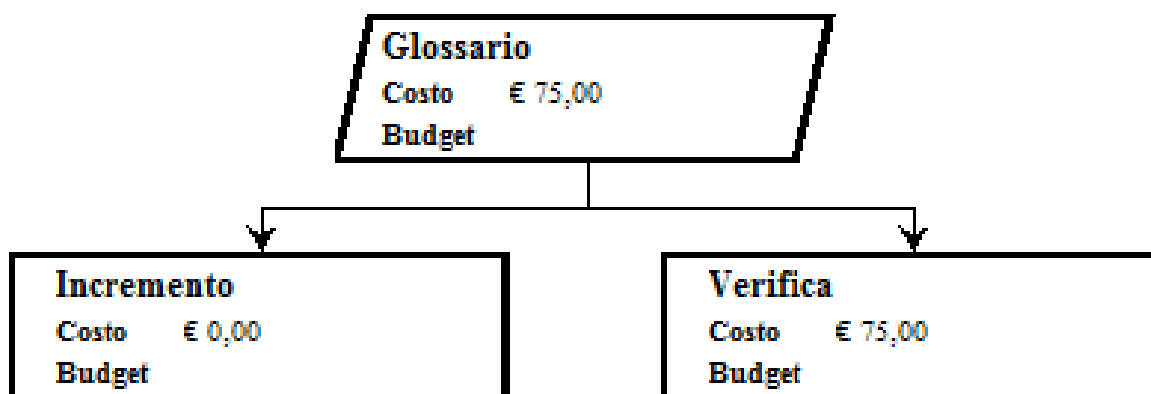 Glossario
Costo € 75,00
Budget
Incremento
Costo € 0,00
Budget
Verifica
Costo € 75,00
Budget